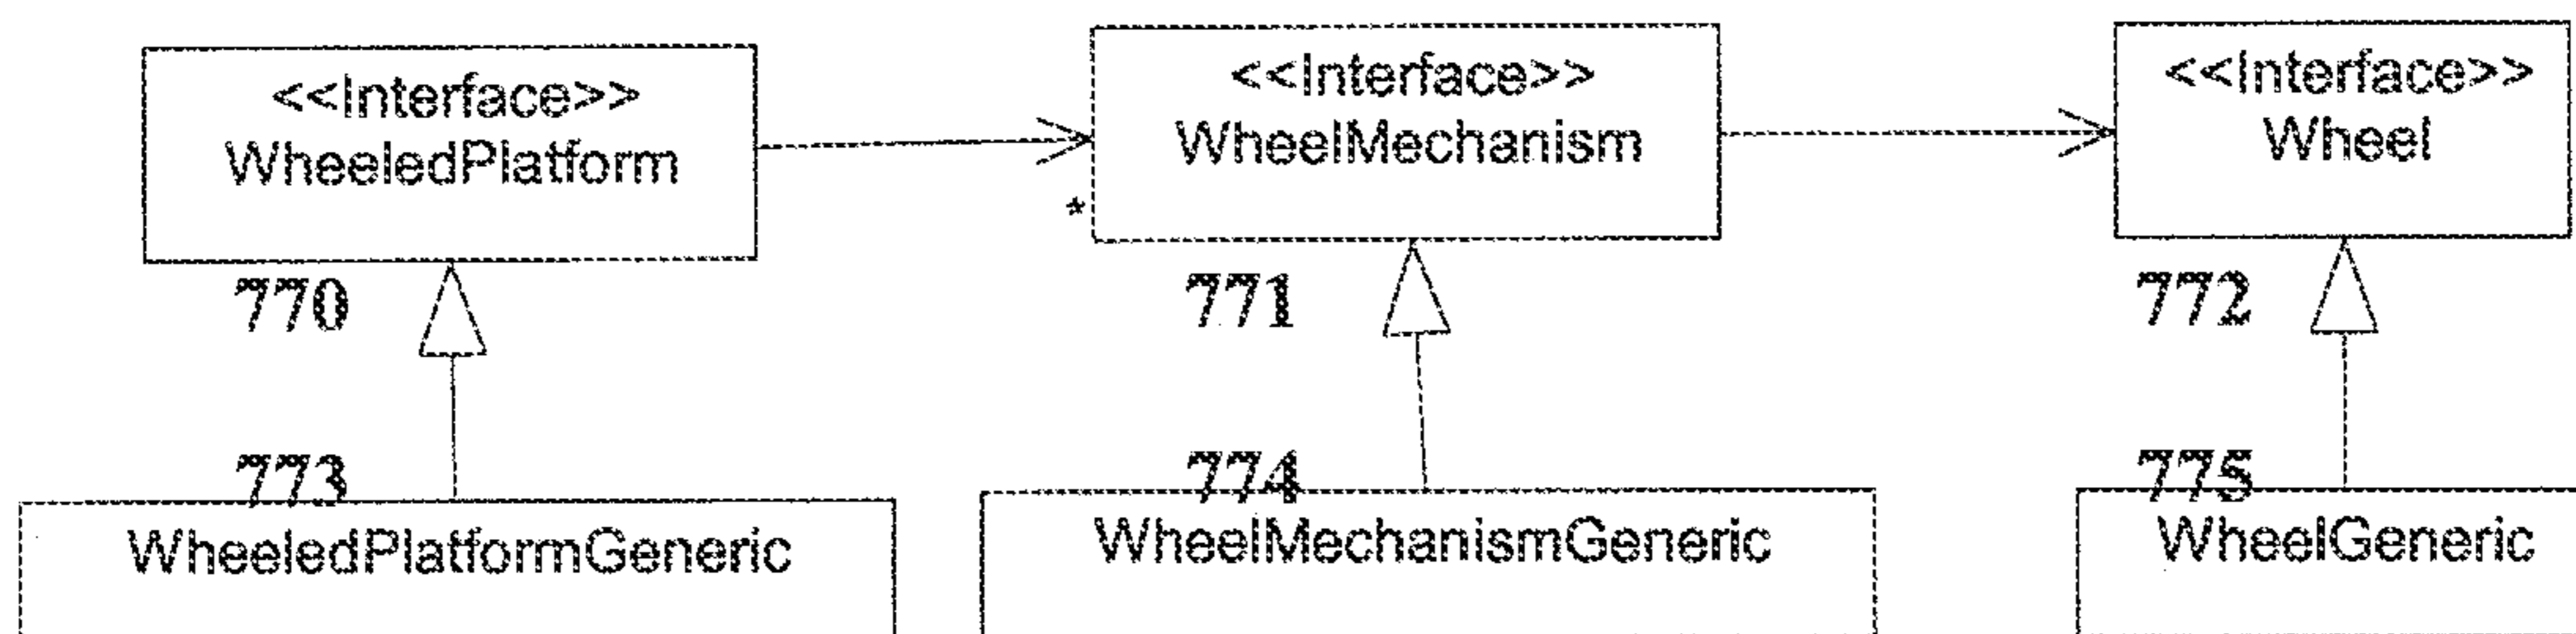 <<Interface>>
WheeledPlatform
<<Interface>>
WheelMechanism
<<Interface>>
Wheel
*
770
771
772
773
774
775
WheeledPlatformGeneric
WheelMechanismGeneric
WheelGeneric